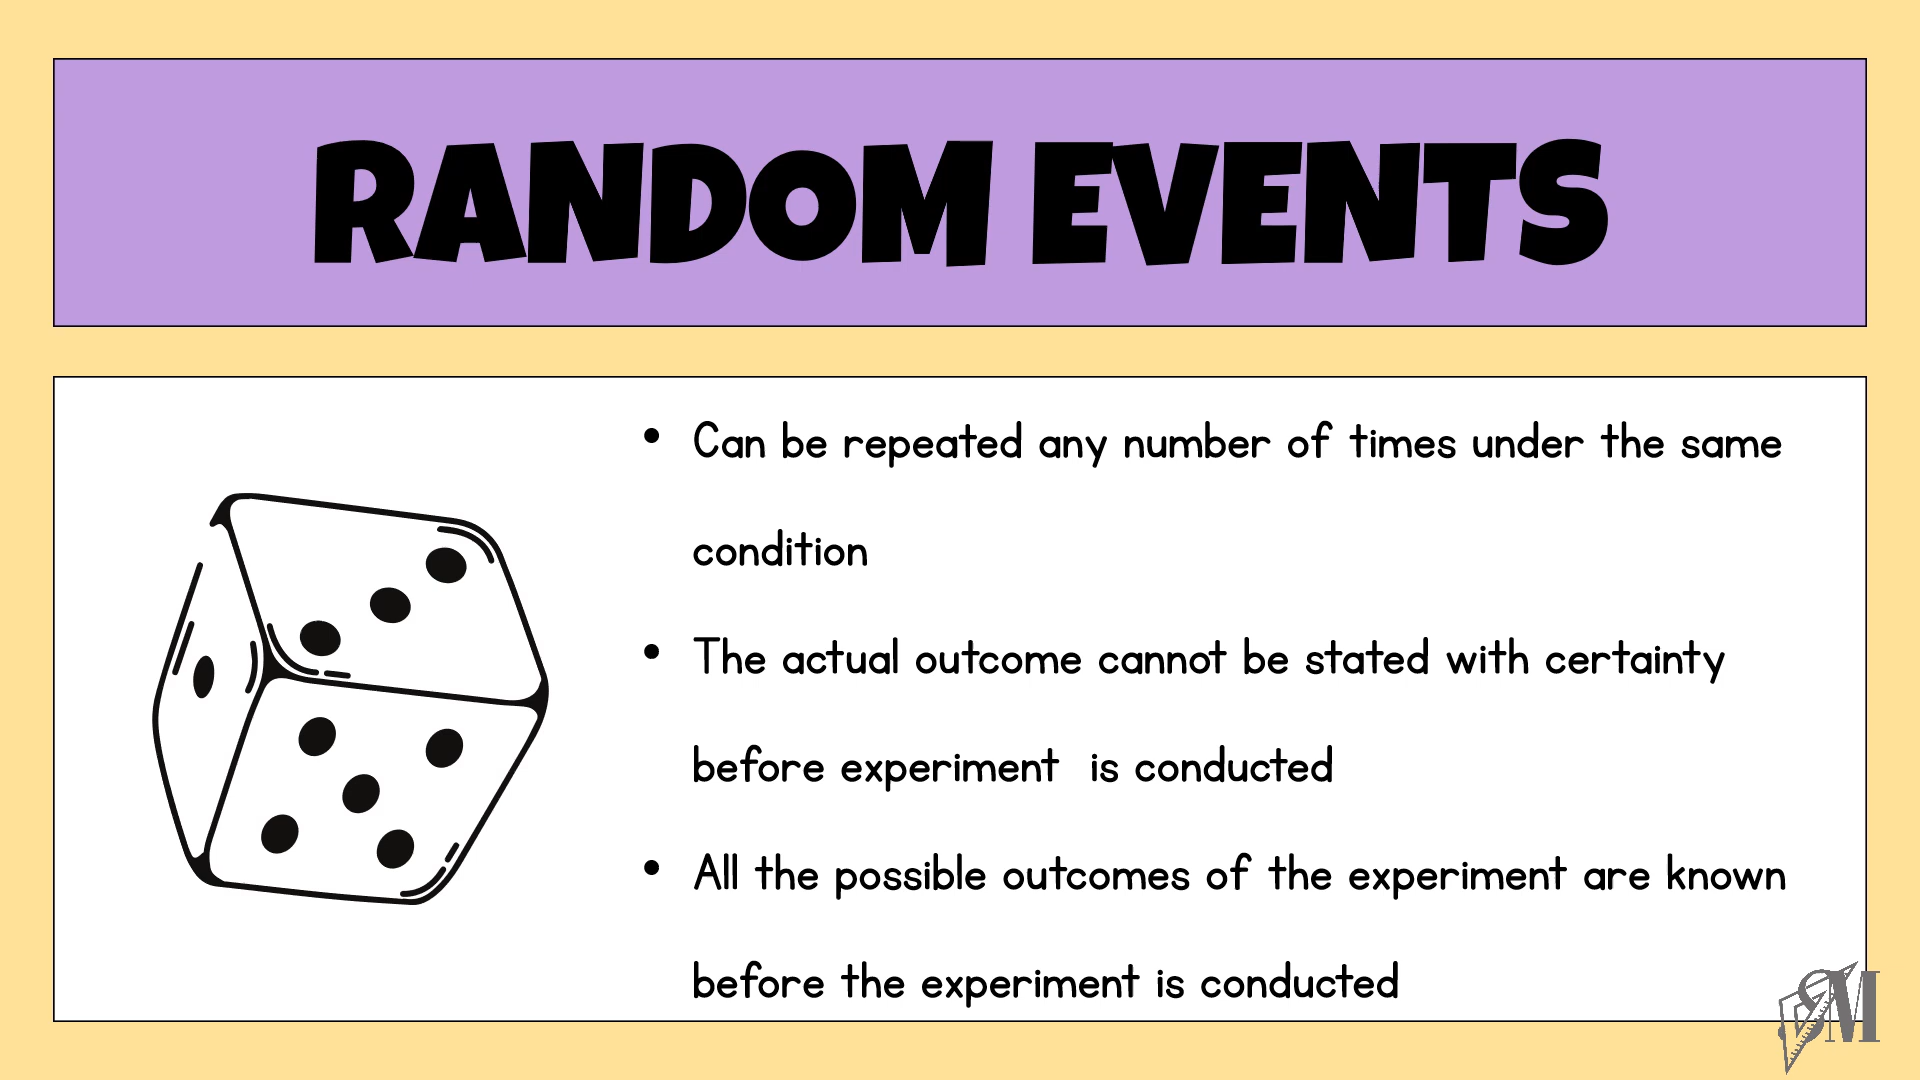 RANDOM EVENTS
• Can be repeated any number of times under the same
condition
• The actual outcome cannot be stated with certainty
before experiment  is conducted
• All the possible outcomes of the experiment are known
before the experiment is conducted
SM